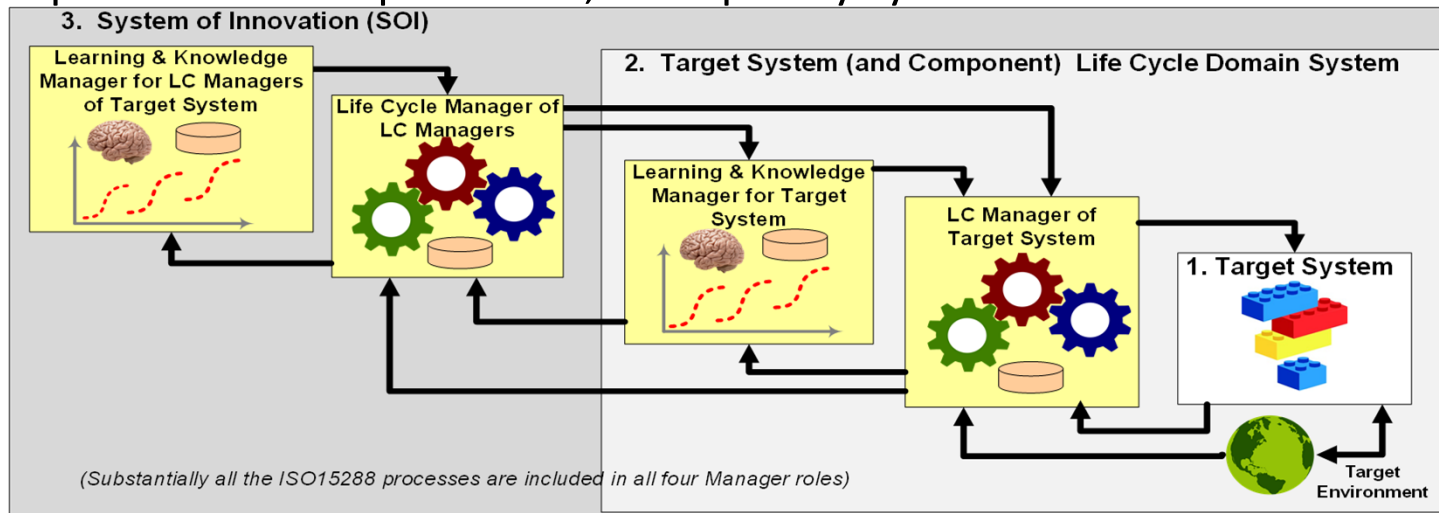 3. System of Innovation (SOI)
Learning & Knowledge
Manager for LC Managers
of Target System
2. Target System (and Component) Life Cycle Domain System
Life Cycle Manager of
LC Managers
Learning & Knowledge
Manager for Target
System
LC Manager of
Target System
1. Target System
(Substantially all the ISO15288 processes are included in all four Manager roles)
Target
Environment